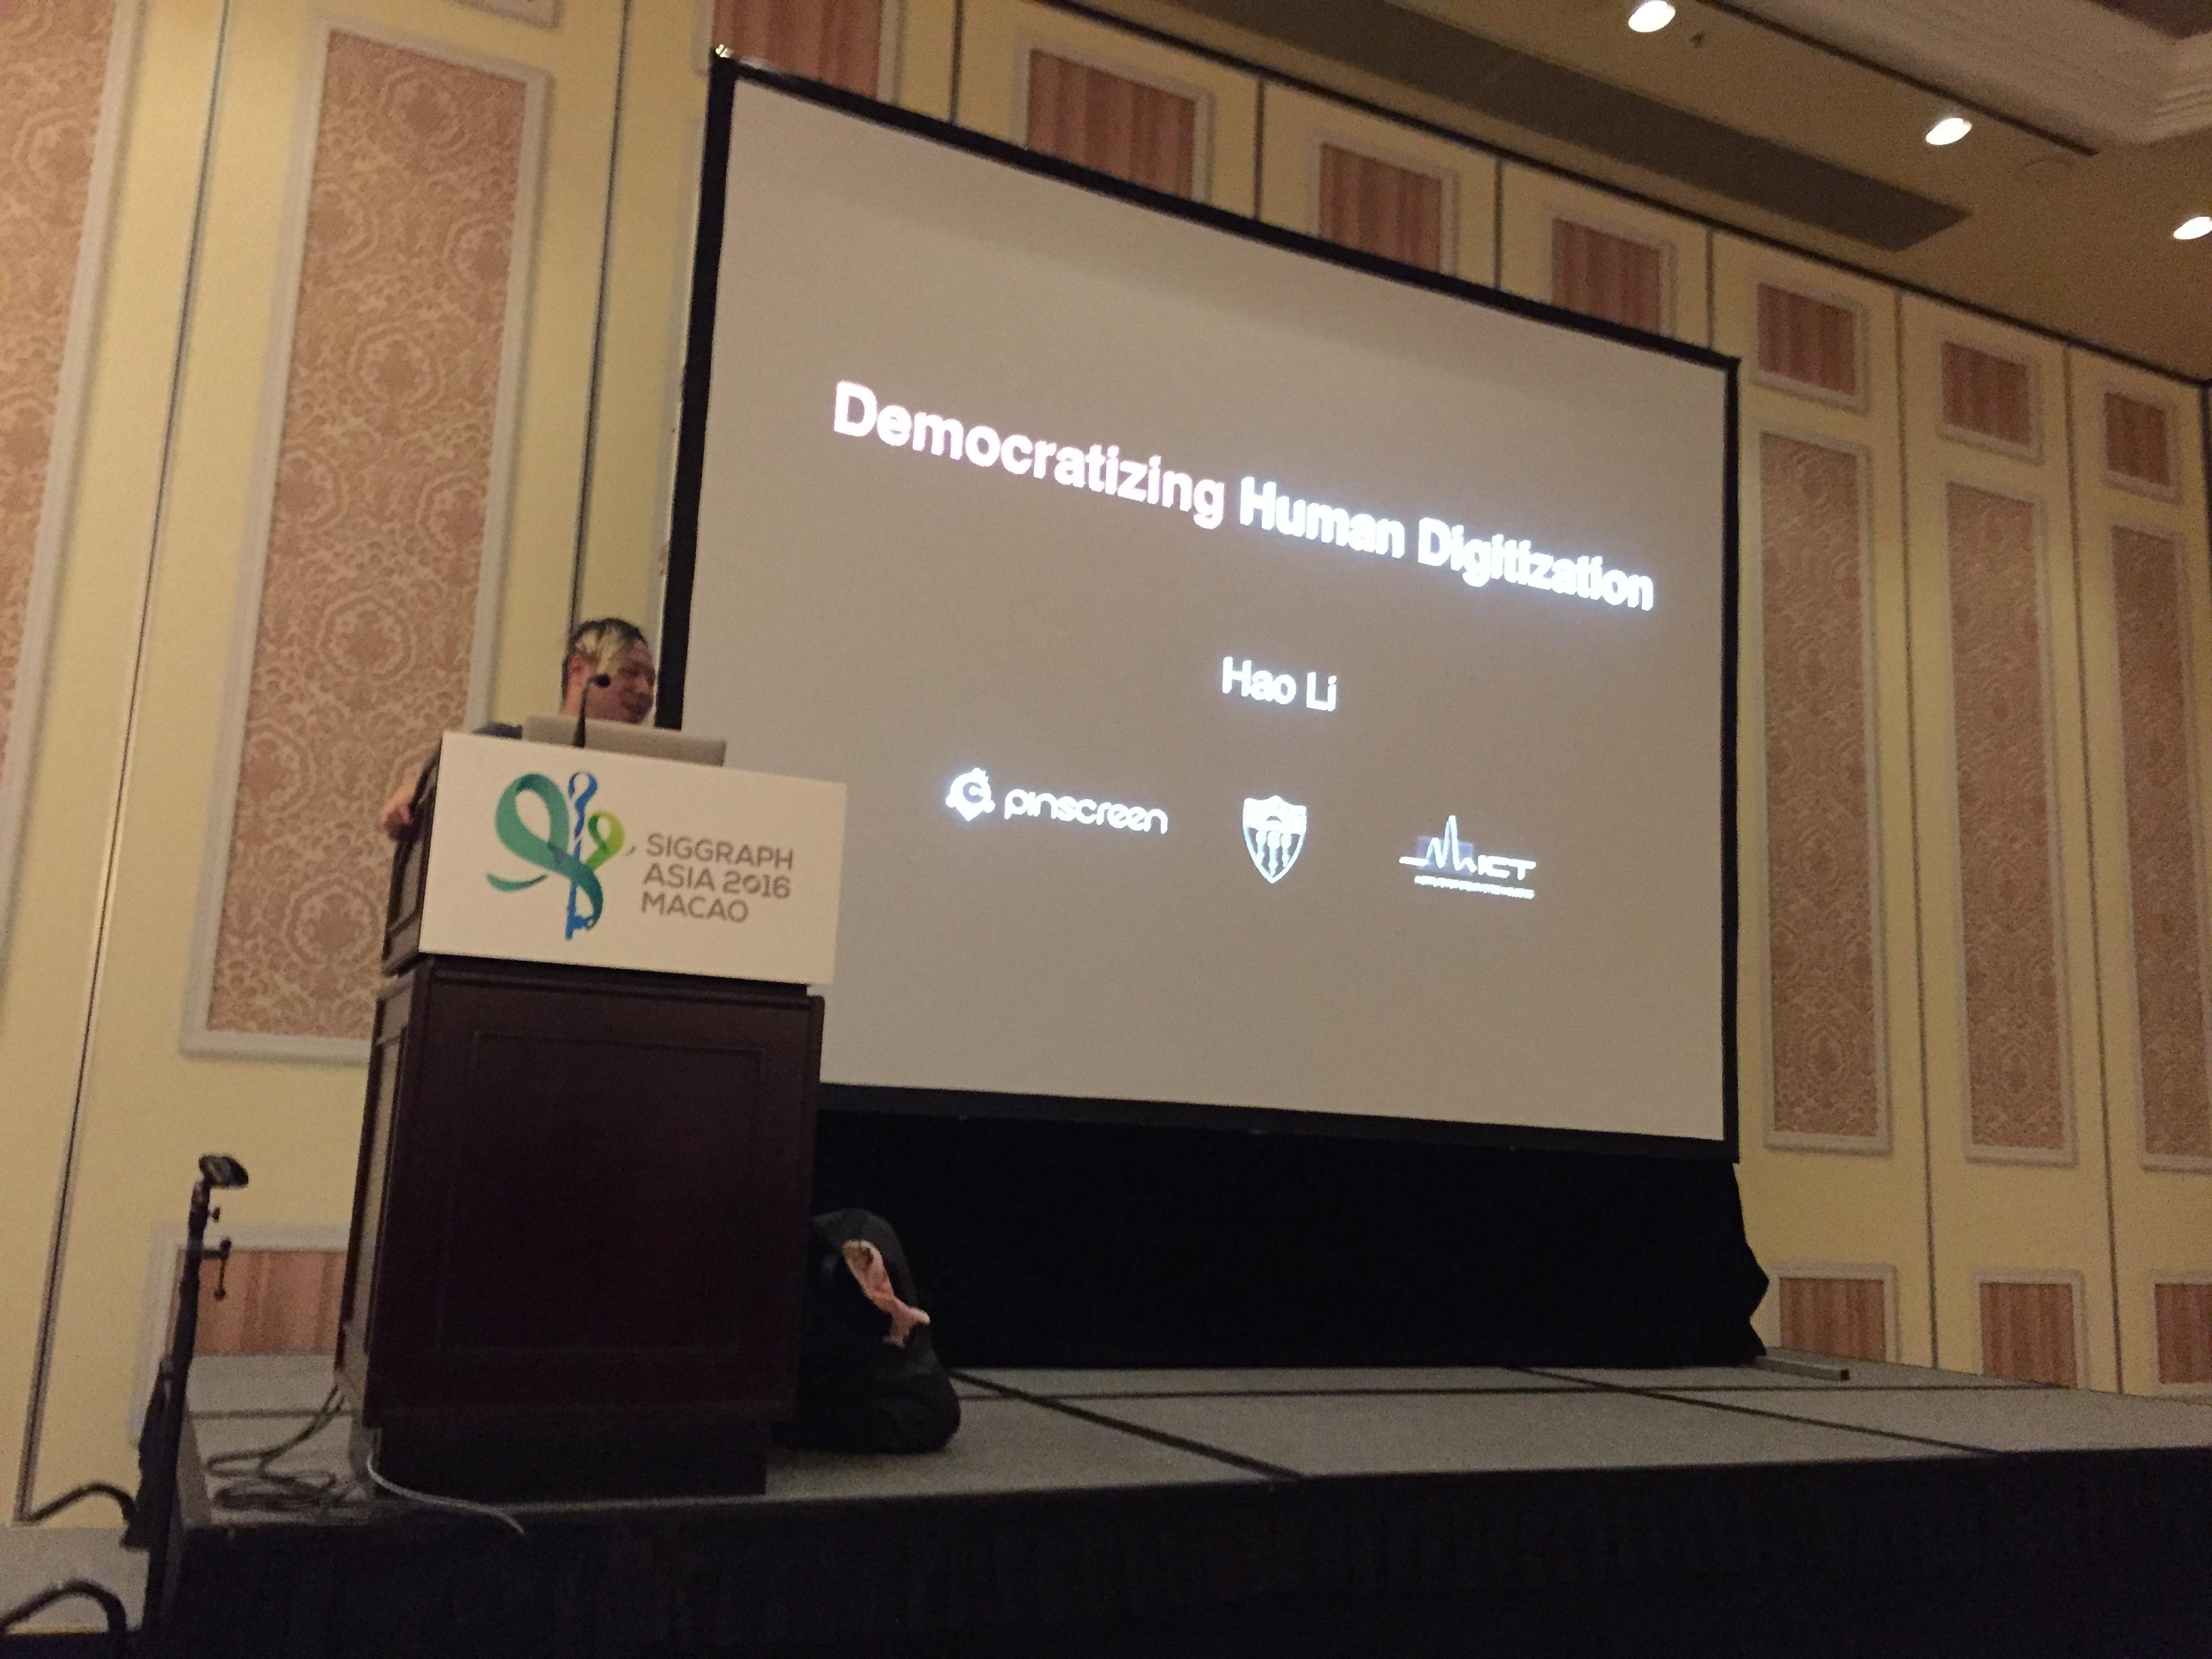 Democratizing Human Digitization
Hao Li
pinscreen
ICT
SIGGRAPH
ASIA 2016
MACAO